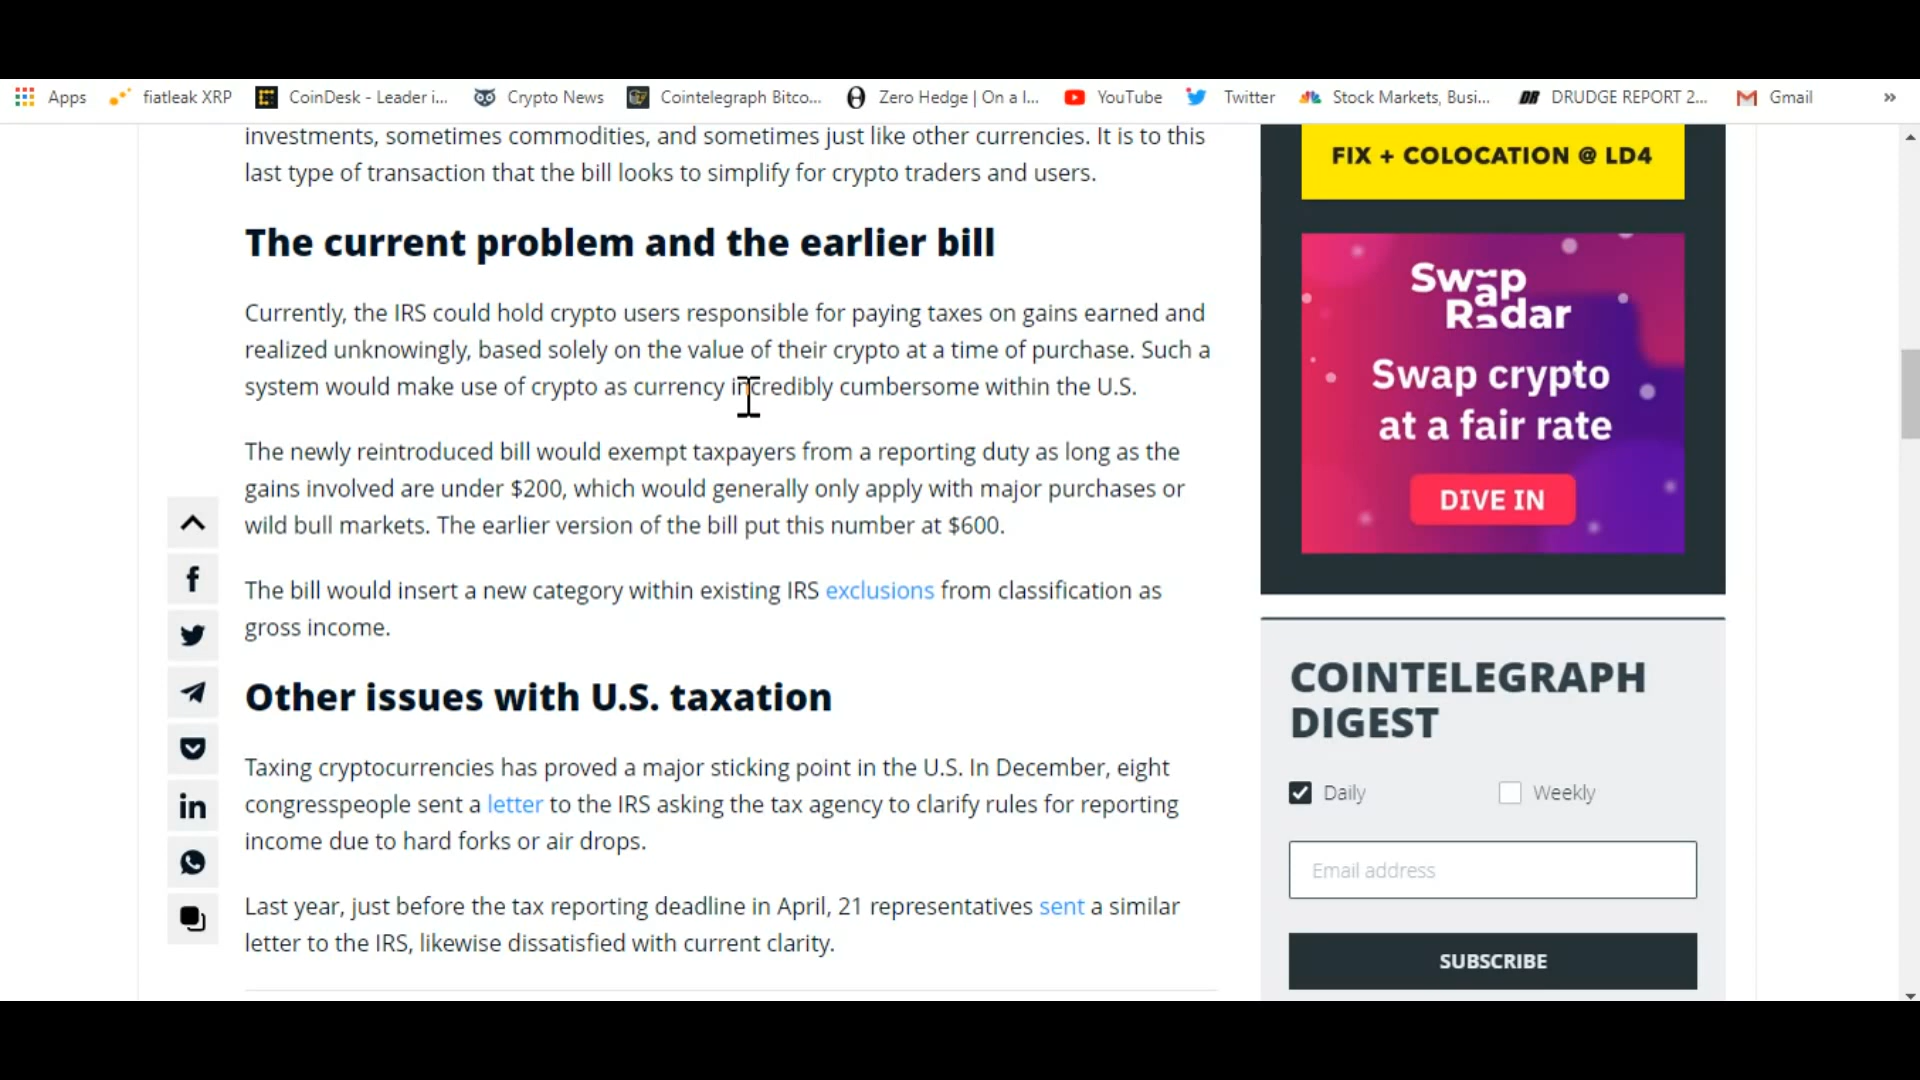 Apps fiatleak XRP CoinDesk - Leader i... Crypto News Cointelegraph Bitco... Zero Hedge | On a l... YouTube Twitter Stock Markets, Busi... DRUDGE REPORT 2... Gmail »
investments, sometimes commodities, and sometimes just like other currencies. It is to this
last type of transaction that the bill looks to simplify for crypto traders and users.
The current problem and the earlier bill
Currently, the IRS could hold crypto users responsible for paying taxes on gains earned and
realized unknowingly, based solely on the value of their crypto at a time of purchase. Such a
system would make use of crypto as currency incredibly cumbersome within the U.S.
The newly reintroduced bill would exempt taxpayers from a reporting duty as long as the
gains involved are under $200, which would generally only apply with major purchases or
wild bull markets. The earlier version of the bill put this number at $600.
The bill would insert a new category within existing IRS exclusions from classification as
gross income.
Other issues with U.S. taxation
Taxing cryptocurrencies has proved a major sticking point in the U.S. In December, eight
congresspeople sent a letter to the IRS asking the tax agency to clarify rules for reporting
income due to hard forks or air drops.
Last year, just before the tax reporting deadline in April, 21 representatives sent a similar
letter to the IRS, likewise dissatisfied with current clarity.
FIX + COLOCATION @ LD4
Swap
Radar
Swap crypto
at a fair rate
DIVE IN
COINTELEGRAPH
DIGEST
Daily Weekly
Email address
SUBSCRIBE